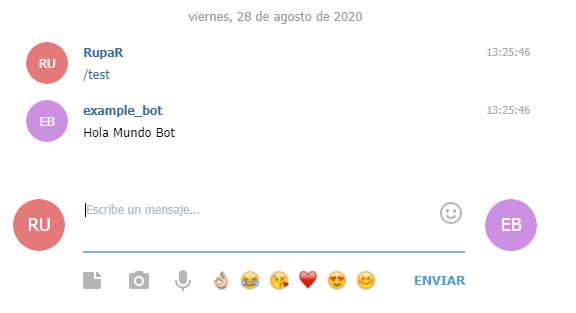 viernes, 28 de agosto de 2020
RU
RupaR
13:25:46
/test
EB
example_bot
13:25:46
Hola Mundo Bot
RU
Escribe un mensaje...
EB
ENVIAR